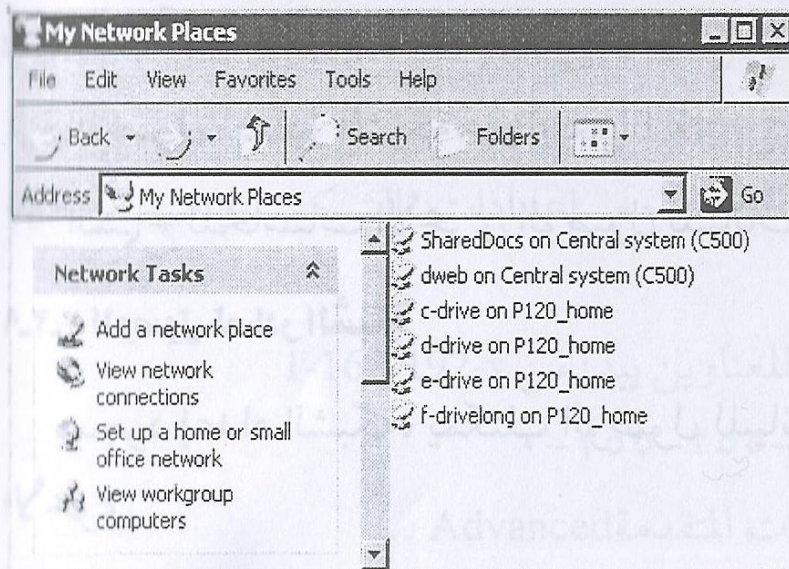 My Network Places
File Edit View Favorites Tools Help
Back Search Folders
Address My Network Places Go
Network Tasks
Add a network place
View network
connections
Set up a home or small
office network
View workgroup
computers
SharedDocs on Central system (C500)
dweb on Central system (C500)
c-drive on P120_home
d-drive on P120_home
e-drive on P120_home
f-drivelong on P120_home
Advanced